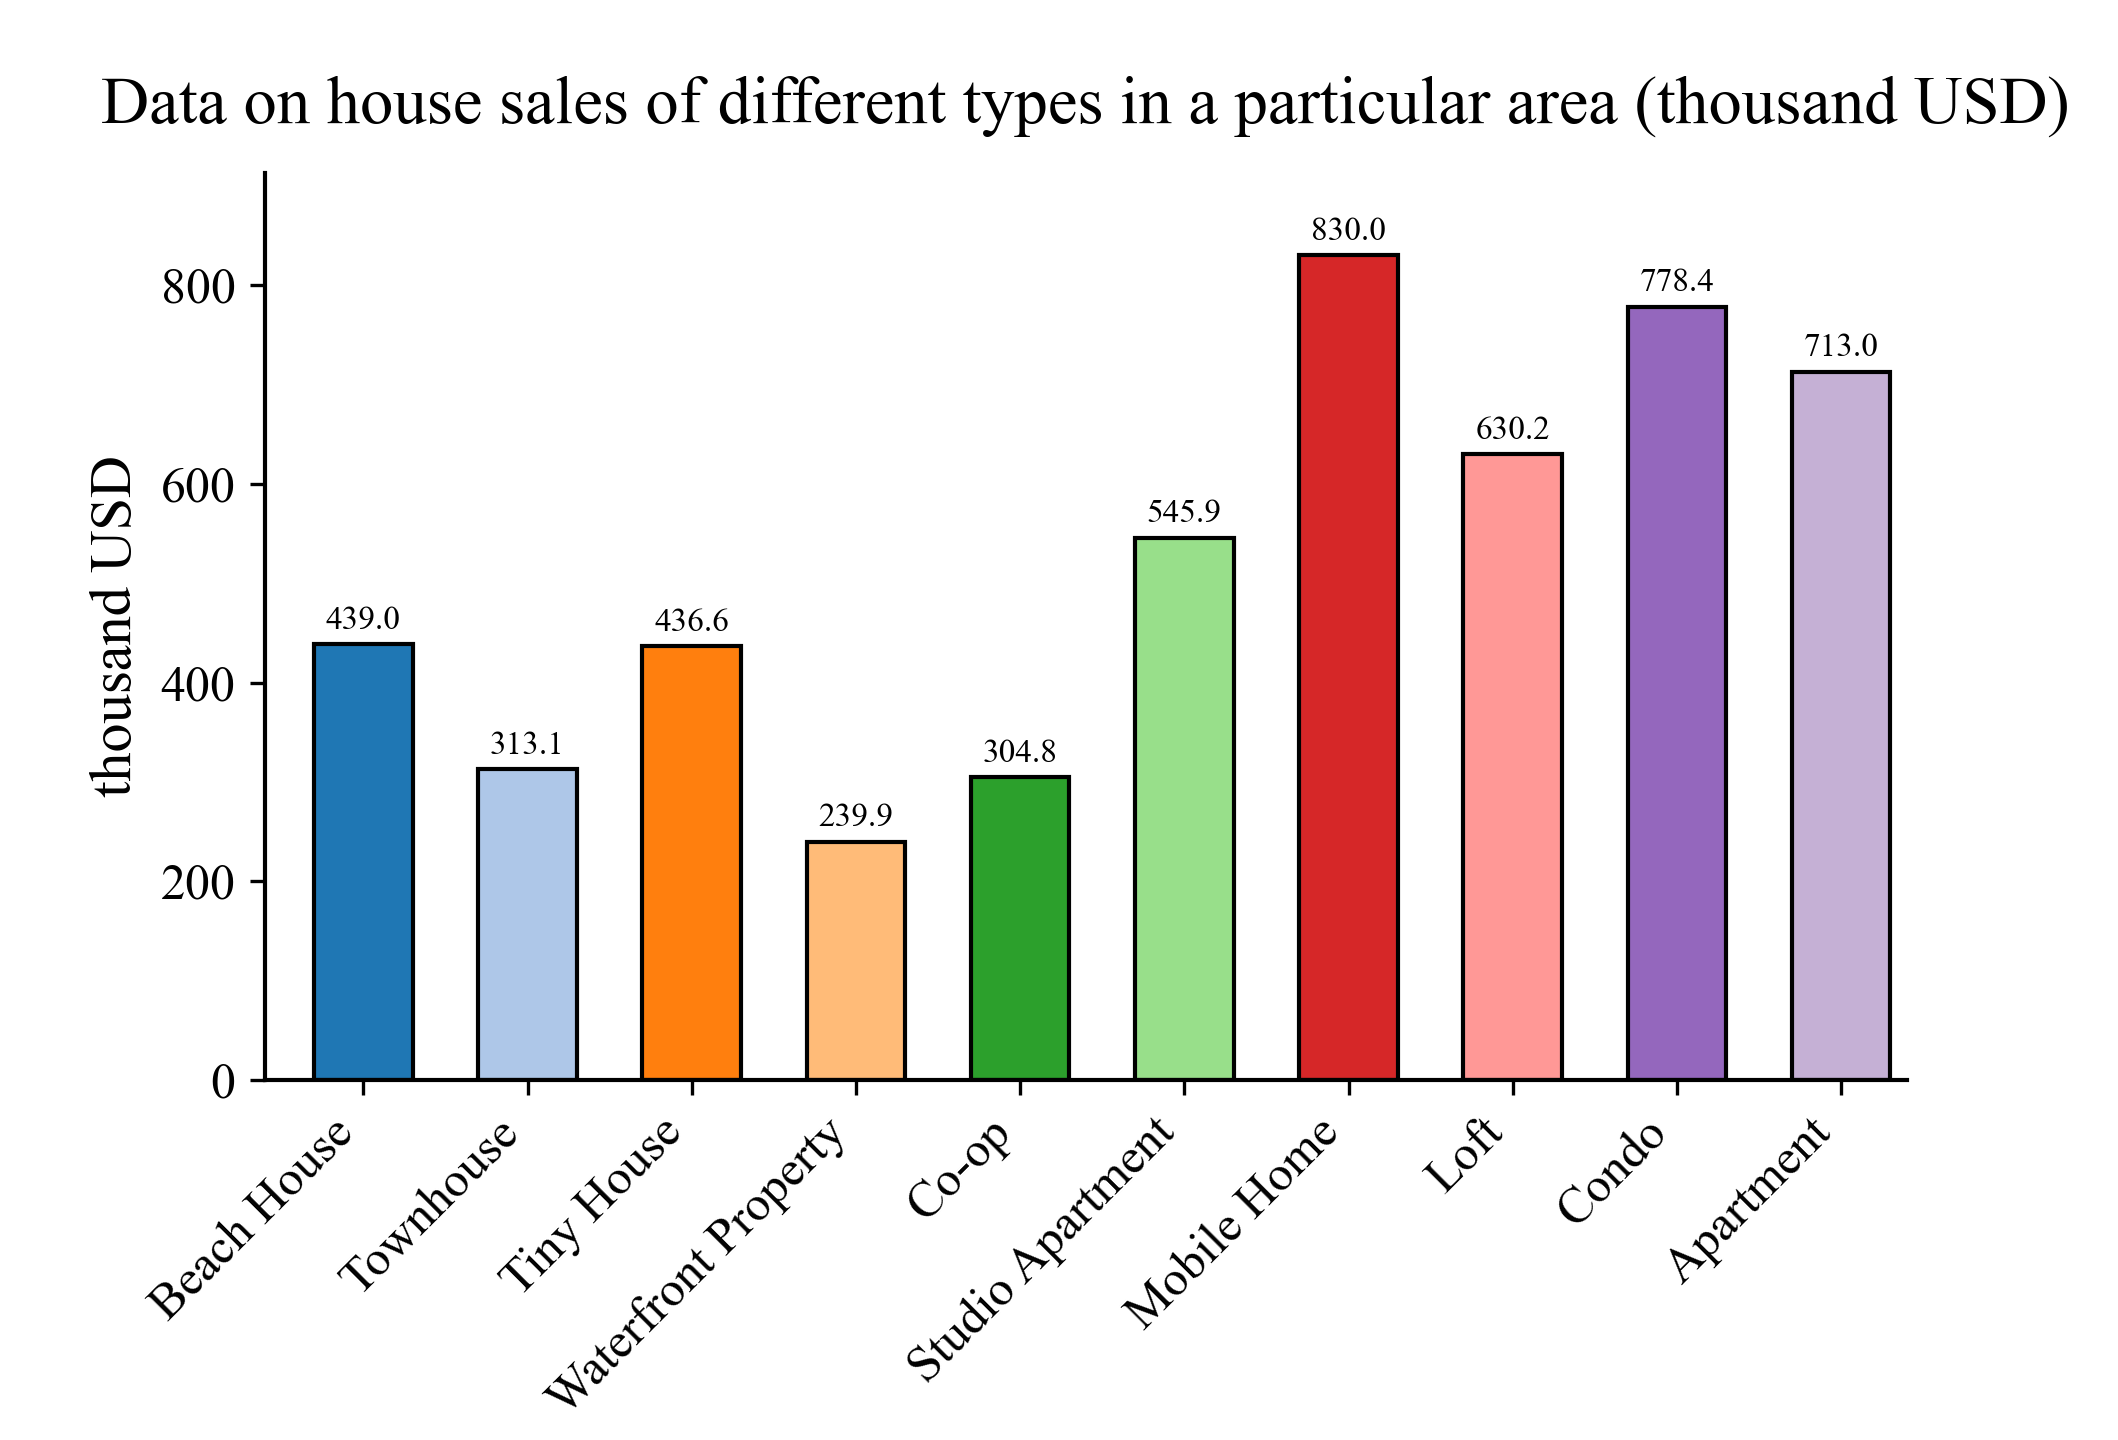 Data on house sales of different types in a particular area (thousand USD)
thousand USD
800
600
400
200
0
439.0
313.1
436.6
239.9
304.8
545.9
830.0
630.2
778.4
713.0
Beach House
Townhouse
Tiny House
Waterfront Property
Co-op
Studio Apartment
Mobile Home
Loft
Condo
Apartment